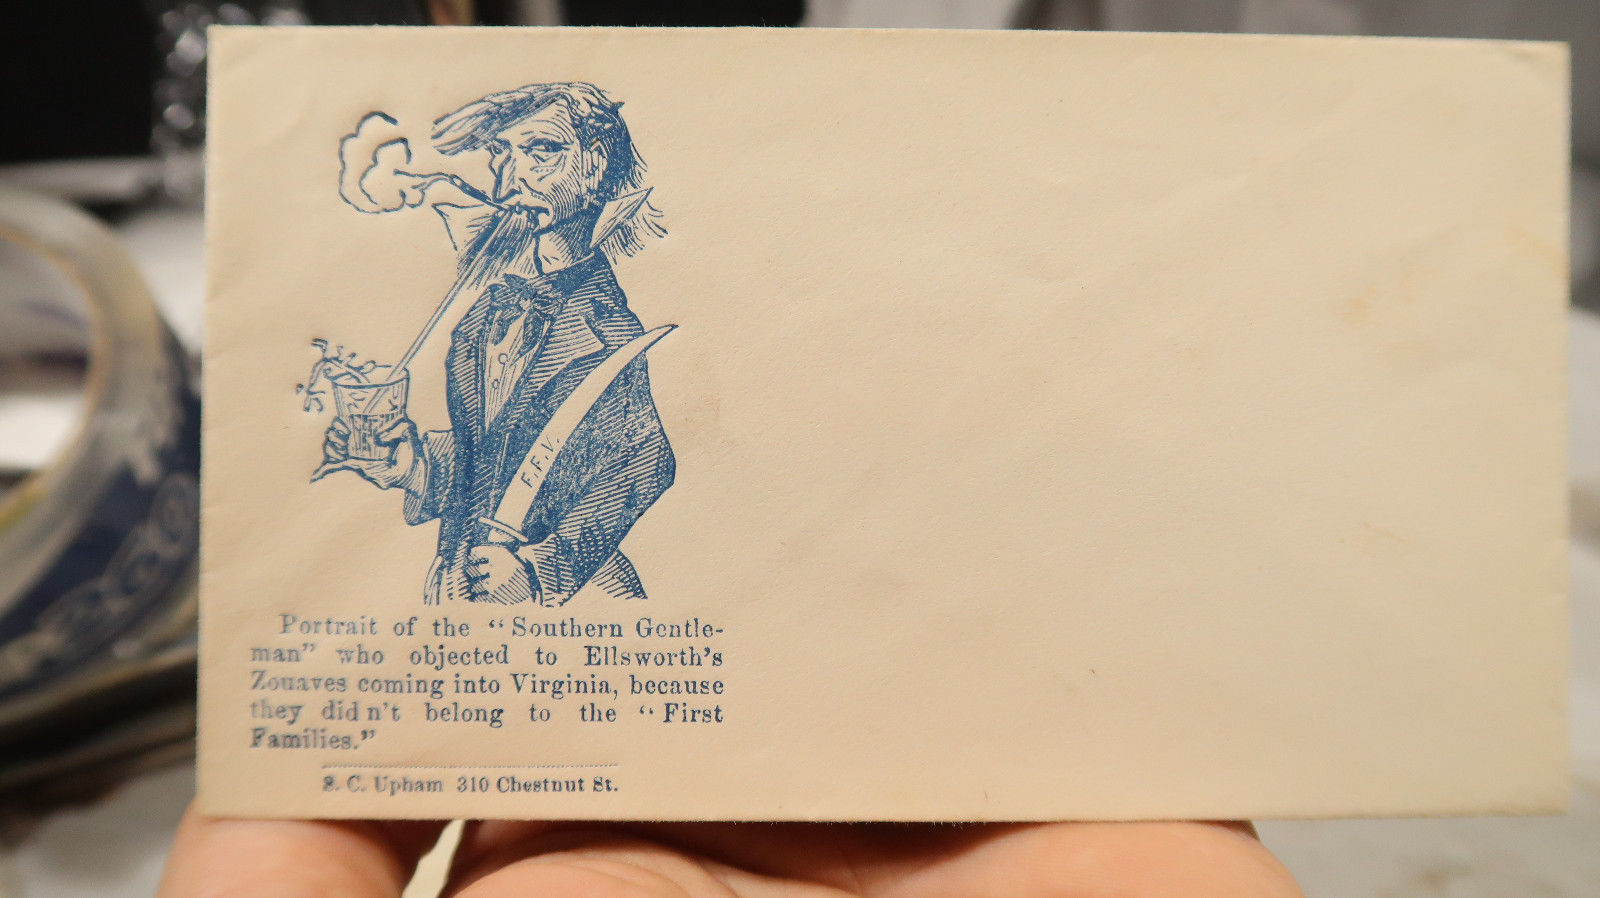 F.F.V.
Portrait of the “Southern Gentle-
man” who objected to Ellsworth's
Zouaves coming into Virginia, because
they didn't belong to the “First
Families.”
S. C. Upham 310 Chestnut St.